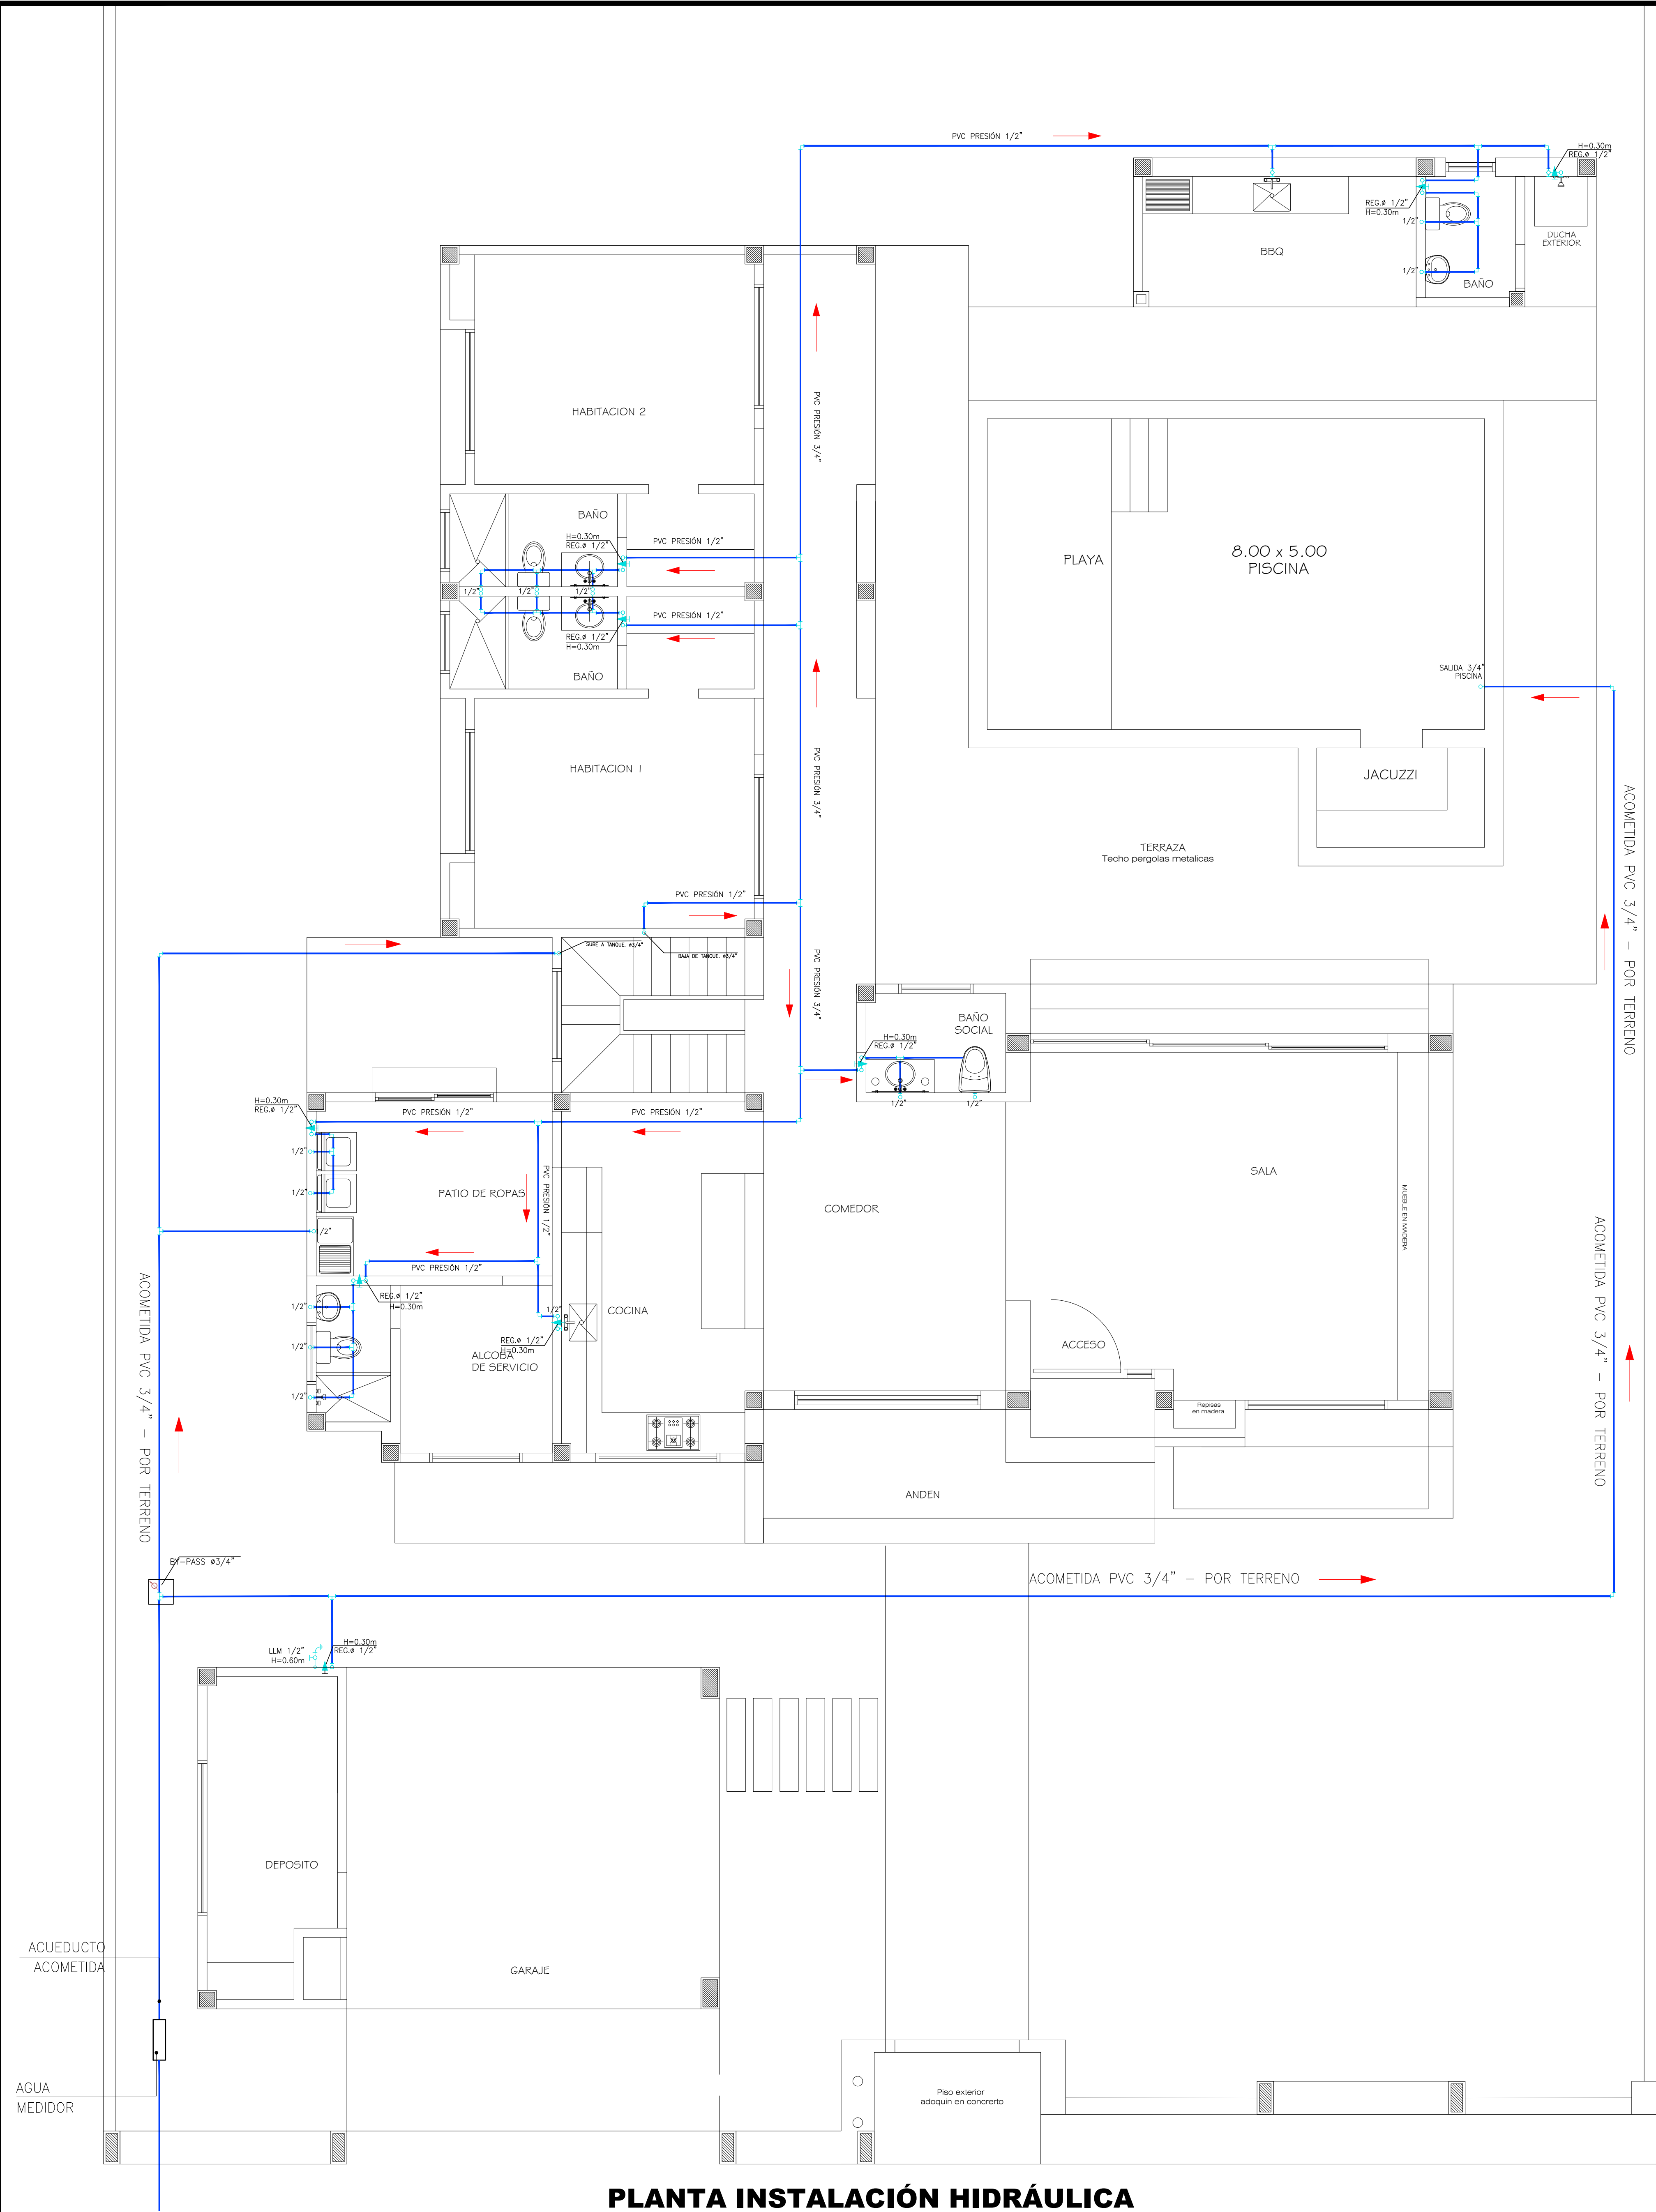 PVC PRESIÓN 1/2"
H=0.30m
REG.ø 1/2"
REG.ø 1/2"
H=0.30m
1/2"
1/2"
DUCHA
EXTERIOR
BBQ
BAÑO
HABITACION 2
PVC PRESIÓN 3/4"
BAÑO
H=0.30m
REG.ø 1/2"
PVC PRESIÓN 1/2"
PLAYA
8.00 x 5.00
PISCINA
1/2"
1/2"
1/2"
PVC PRESIÓN 1/2"
REG.ø 1/2"
H=0.30m
BAÑO
SALIDA 3/4"
PISCINA
HABITACION 1
PVC PRESIÓN 3/4"
JACUZZI
ACOMETIDA PVC 3/4" - POR TERRENO
TERRAZA
Techo pergolas metalicas
PVC PRESIÓN 1/2"
SUBE A TANQUE. ø3/4"
BAJA DE TANQUE. ø3/4"
PVC PRESIÓN 3/4"
BAÑO
SOCIAL
H=0.30m
REG.ø 1/2"
1/2"
1/2"
H=0.30m
REG.ø 1/2"
PVC PRESIÓN 1/2"
PVC PRESIÓN 1/2"
1/2"
1/2"
PATIO DE ROPAS
PVC PRESIÓN 1/2"
SALA
MUEBLE EN MADERA
COMEDOR
1/2"
PVC PRESIÓN 1/2"
ACOMETIDA PVC 3/4" - POR TERRENO
ACOMETIDA PVC 3/4" - POR TERRENO
REG.ø 1/2"
H=0.30m
1/2"
1/2"
1/2"
1/2"
COCINA
REG.ø 1/2"
H=0.30m
ALCOBA
DE SERVICIO
ACCESO
Repisas
en madera
ANDEN
BY-PASS ø3/4"
ACOMETIDA PVC 3/4" - POR TERRENO
LLM 1/2"
H=0.60m
H=0.30m
REG.ø 1/2"
DEPOSITO
ACUEDUCTO
ACOMETIDA
GARAJE
AGUA
MEDIDOR
Piso exterior
adoquin en concrerto
PLANTA INSTALACIÓN HIDRÁULICA